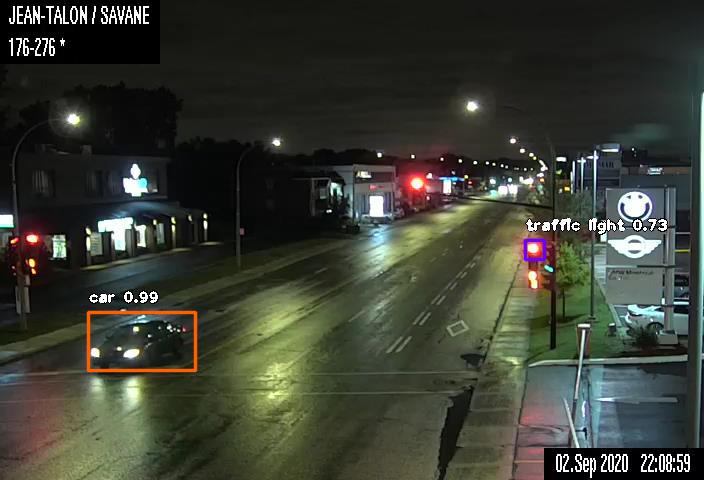 JEAN-TALON / SAVANE
176-276 *
traffic light 0.73
car 0.99
02.Sep 2020 22:08:59